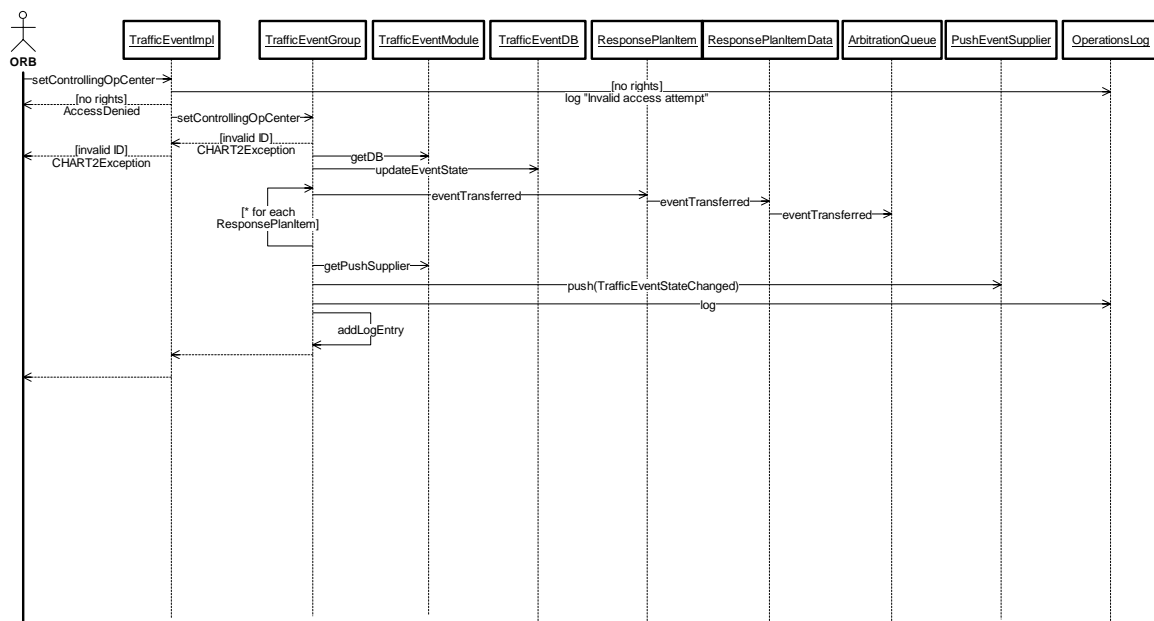 TrafficEventImpl
TrafficEventGroup
TrafficEventModule
TrafficEventDB
ResponsePlanItem
ResponsePlanItemData
ArbitrationQueue
PushEventSupplier
OperationsLog
ORB
setControllingOpCenter
[no rights]
log "Invalid access attempt"
[no rights]
AccessDenied
setControllingOpCenter
[invalid ID]
CHART2Exception
[invalid ID]
CHART2Exception
getDB
updateEventState
eventTransferred
eventTransferred
eventTransferred
[* for each
ResponsePlanItem]
getPushSupplier
push(TrafficEventStateChanged)
log
addLogEntry